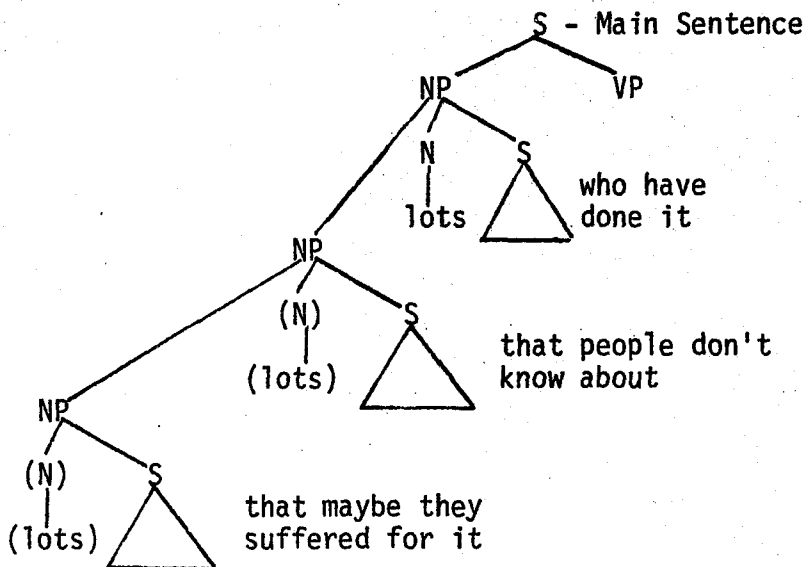 S - Main Sentence
NP VP
N S
lots
who have
done it
NP
(N) S
(lots)
that people don't
know about
NP
(N) S
(lots)
that maybe they
suffered for it